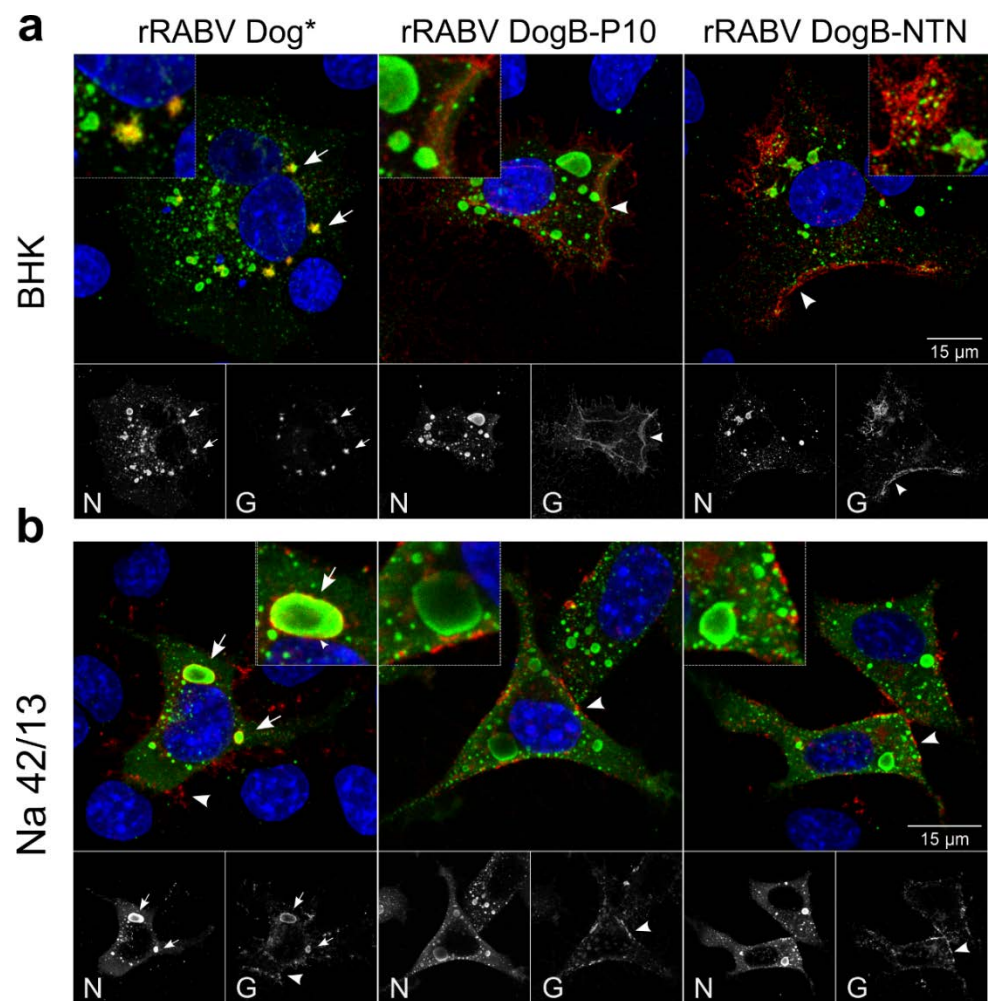 a
rRABV Dog* rRABV DogB-P10 rRABV DogB-NTN
BHK
15 µm
N G N G N G
b
Na 42/13
15 µm
N G N G N G